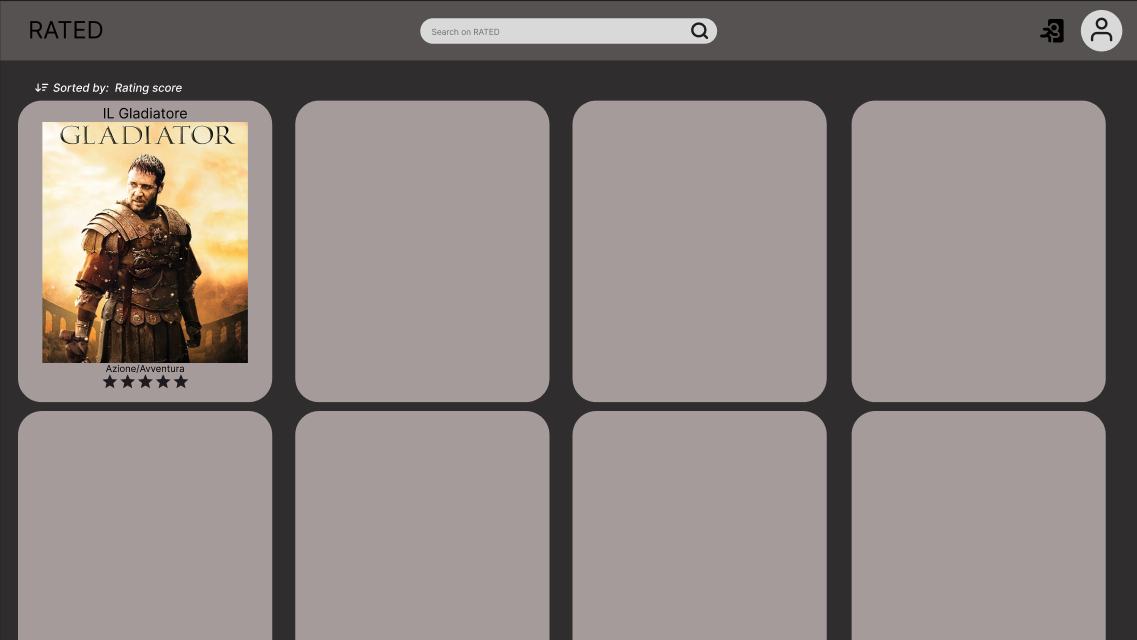 RATED
Search on RATED
Sorted by: Rating score
IL Gladiatore
GLADIATOR
Azione/Avventura